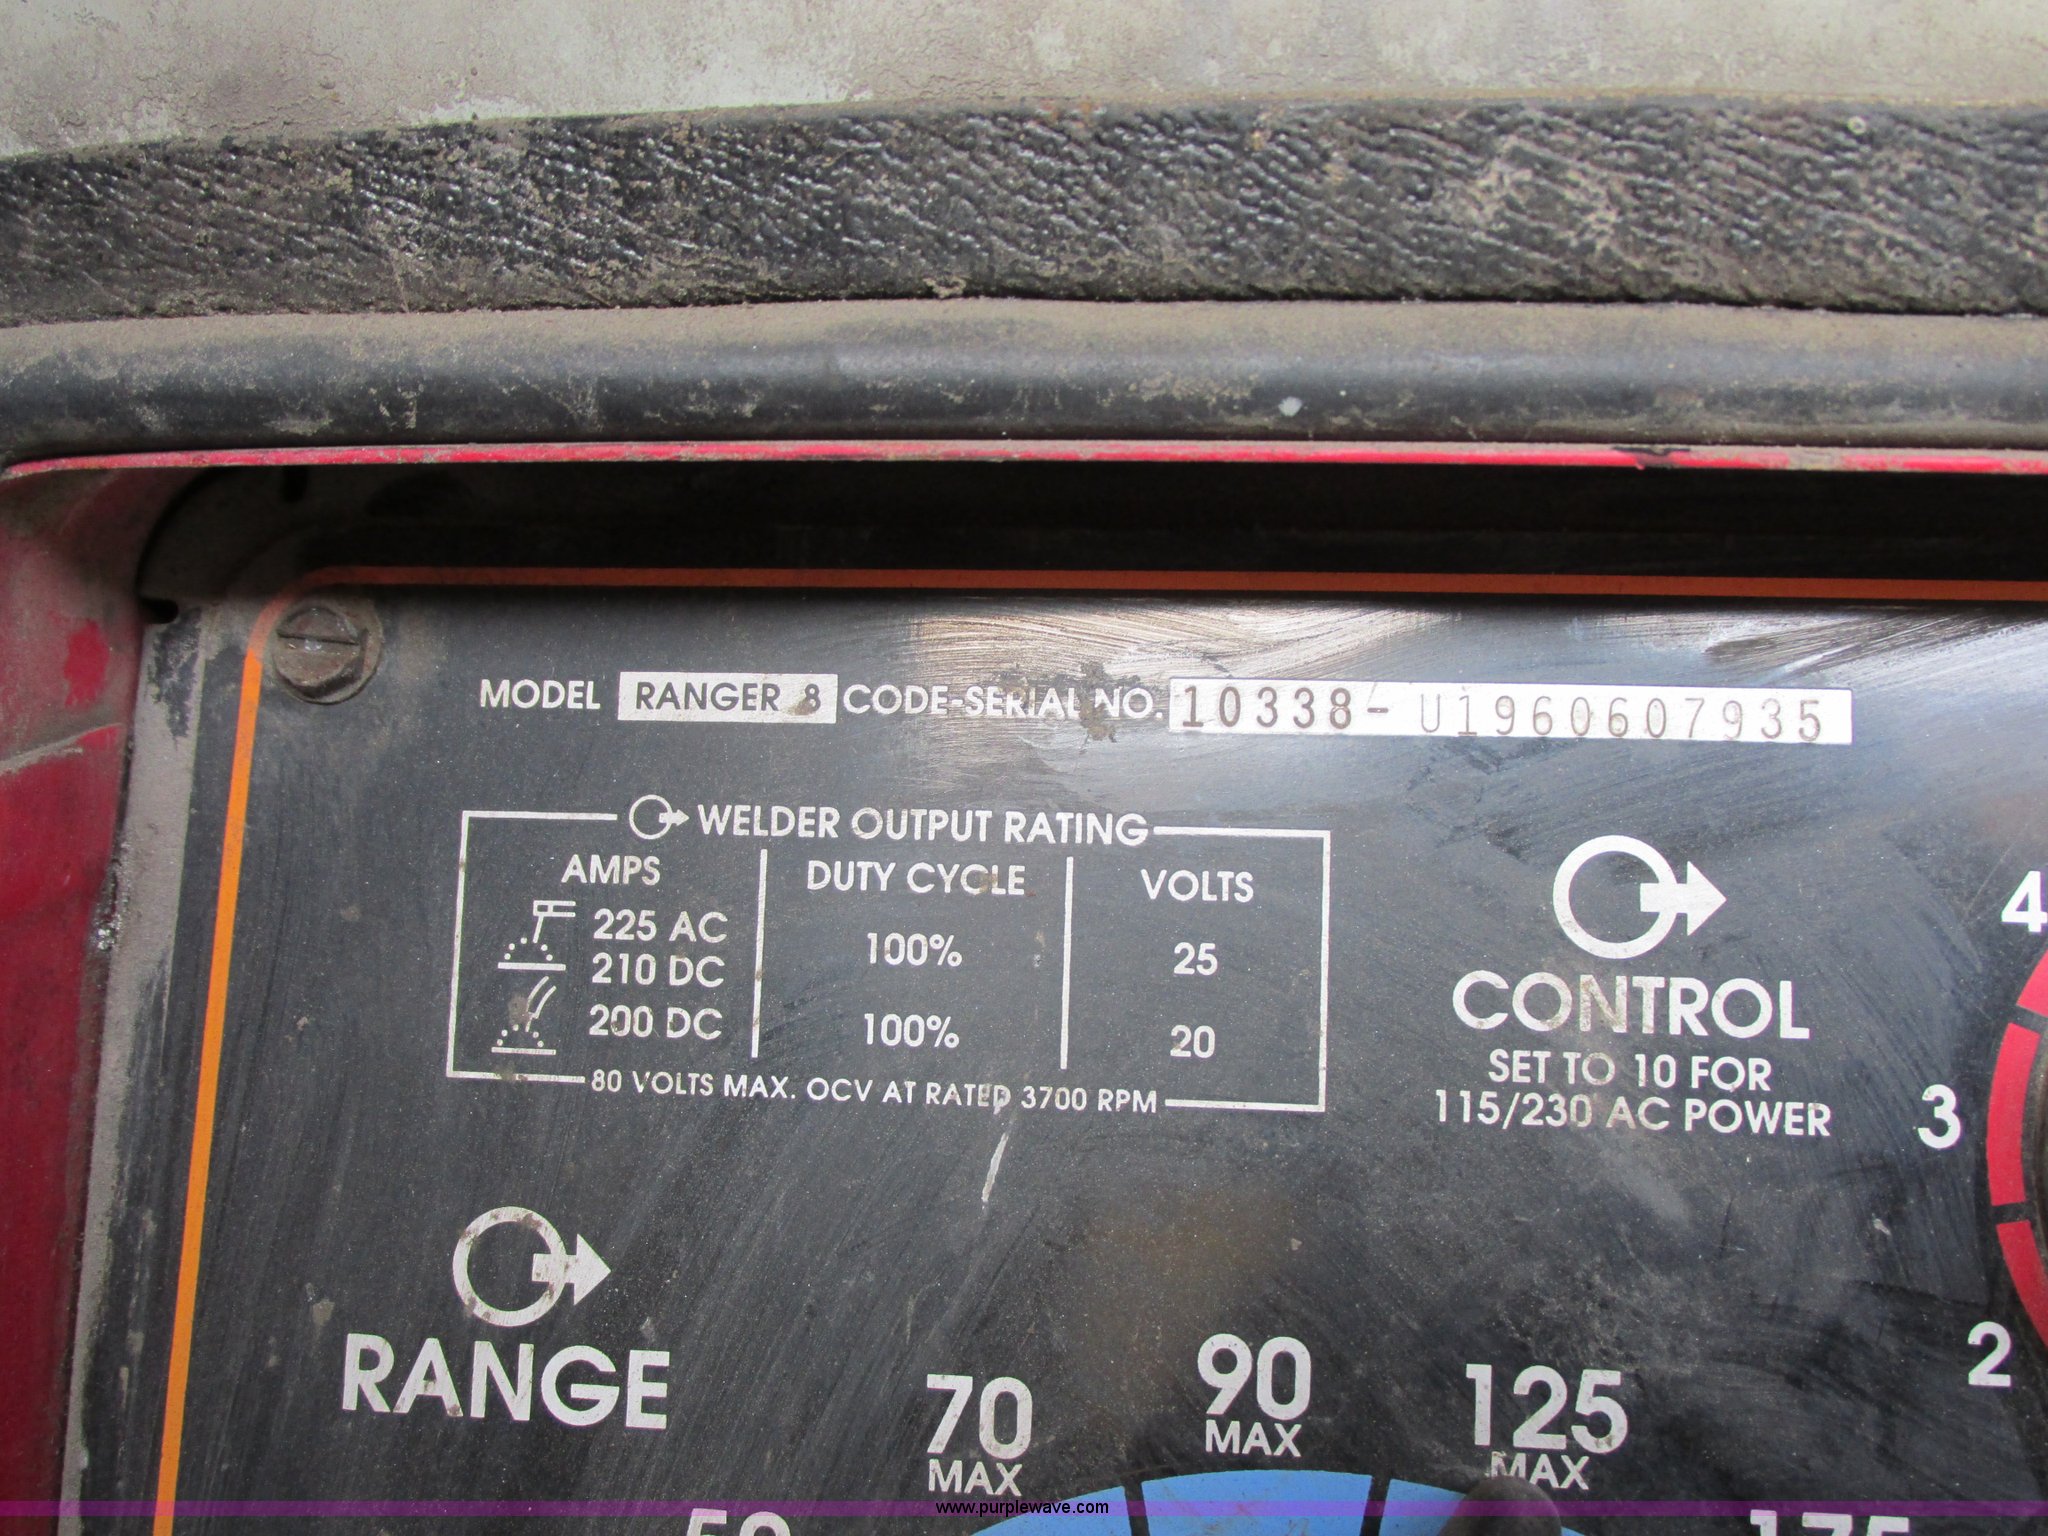 MODEL RANGER 8 CODE-SERIAL NO. 10338- U1960607935
WELDER OUTPUT RATING
AMPS DUTY CYCLE VOLTS
225 AC
210 DC 100% 25
200 DC 100% 20
80 VOLTS MAX. OCV AT RATED 3700 RPM
CONTROL
SET TO 10 FOR
115/230 AC POWER
4
3
2
RANGE
70
MAX
90
MAX
125
MAX
50
175
www.purplewave.com